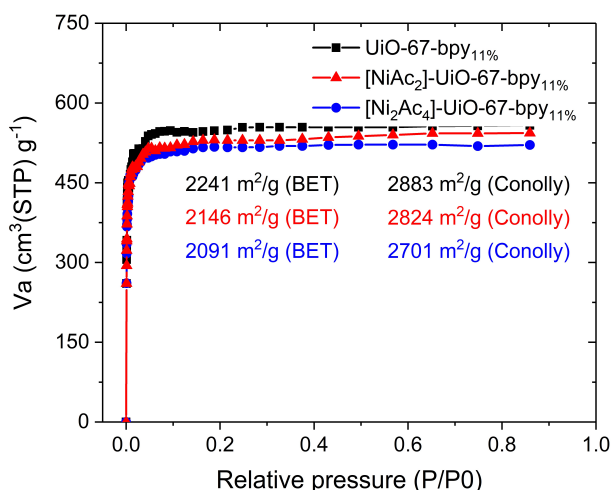 UiO-67-bpy11%
[NiAc2]-UiO-67-bpy11%
[Ni2Ac4]-UiO-67-bpy11%
2241 m2/g (BET) 2883 m2/g (Conolly)
2146 m2/g (BET) 2824 m2/g (Conolly)
2091 m2/g (BET) 2701 m2/g (Conolly)
Va (cm3(STP) g-1)
750
600
450
300
150
0
0.0 0.2 0.4 0.6 0.8 1.0
Relative pressure (P/P0)